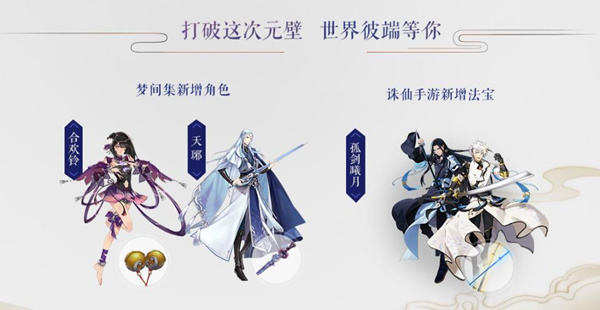 打破这次元壁 世界彼端等你
梦间集新增角色
诛仙手游新增法宝
合欢铃
天琊
孤剑曦月